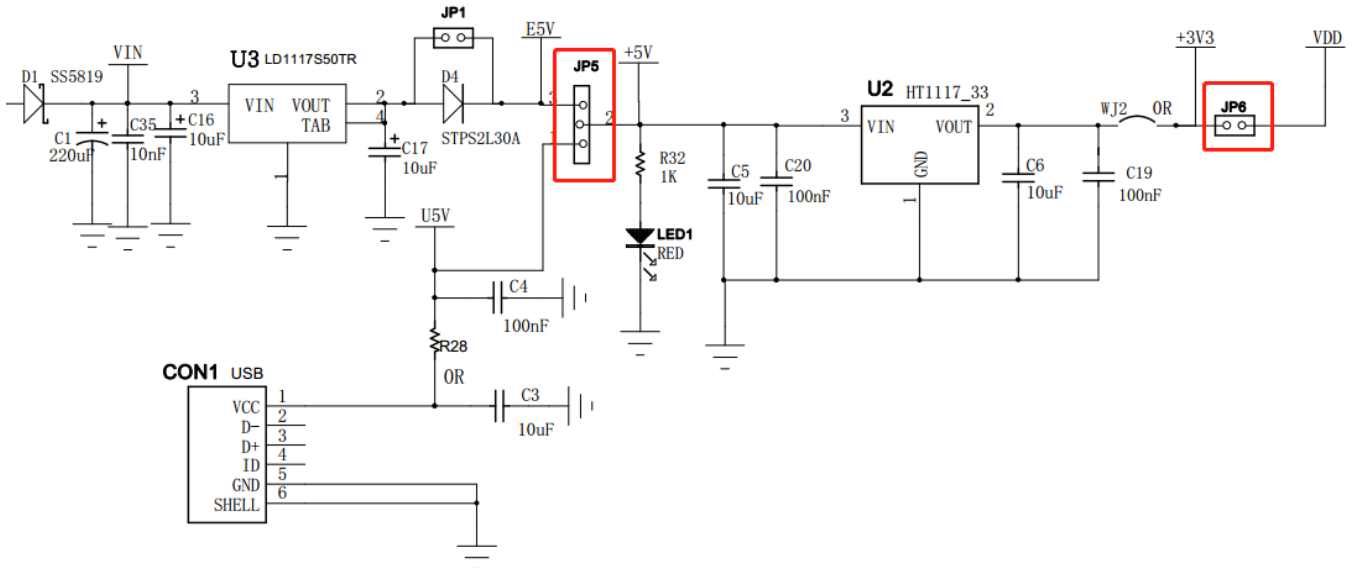 JP1
VIN
U3 LD1117S50TR
E5V
+5V
+3V3
VDD
D1 SS5819
D4
JP5
U2 HT1117_33
JP6
3
VIN VOUT
TAB
2
4
STPS2L30A
3
2
1
3
VIN VOUT
GND
2
1
WJ2 0R
C1
220uF
+
C35
10nF
+
C16
10uF
1
+
C17
10uF
R32
1K
C5
10uF
C20
100nF
C6
10uF
C19
100nF
U5V
LED1
RED
C4
100nF
R28
0R
CON1 USB
VCC 1
D- 2
D+ 3
ID 4
GND 5
SHELL 6
C3
10uF